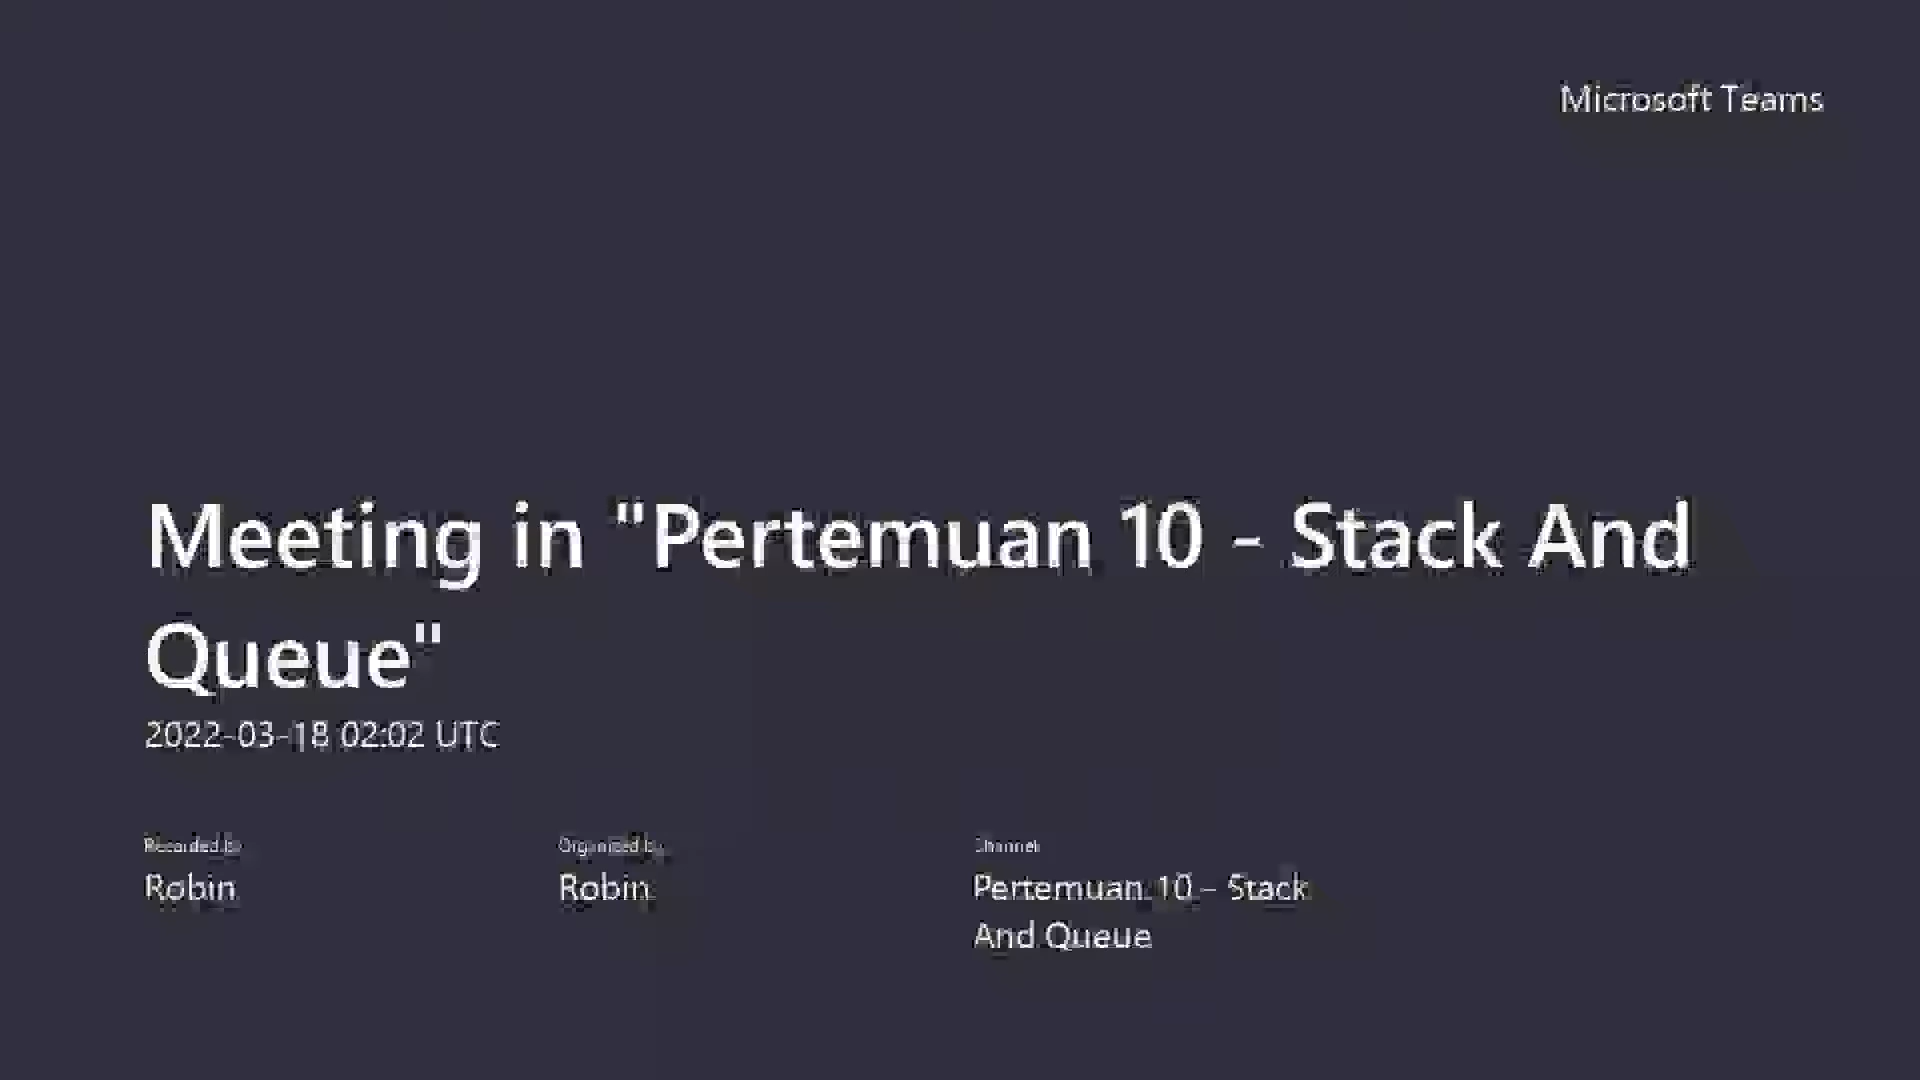 Microsoft Teams
Meeting in "Pertemuan 10 - Stack And
Queue"
2022-03-18 02:02 UTC
Recorded by
Organized by
Channel
Robin
Robin
Pertemuan 10 - Stack
And Queue